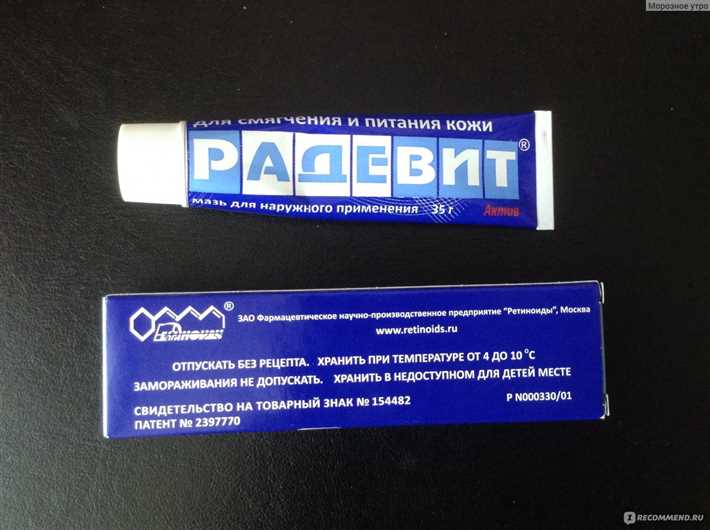 Морозное утро
для смягчения и питания кожи
РАДЕВИТ®
мазь для наружного применения 35 г Актив
®
ЗАО Фармацевтическое научно-производственное предприятие "Ретиноиды", Москва
Retinoids
www.retinoids.ru
ОТПУСКАТЬ БЕЗ РЕЦЕПТА. ХРАНИТЬ ПРИ ТЕМПЕРАТУРЕ ОТ 4 ДО 10 °С
ЗАМОРАЖИВАНИЯ НЕ ДОПУСКАТЬ. ХРАНИТЬ В НЕДОСТУПНОМ ДЛЯ ДЕТЕЙ МЕСТЕ
СВИДЕТЕЛЬСТВО НА ТОВАРНЫЙ ЗНАК № 154482 Р N000330/01
ПАТЕНТ № 2397770
IRECOMMEND.RU